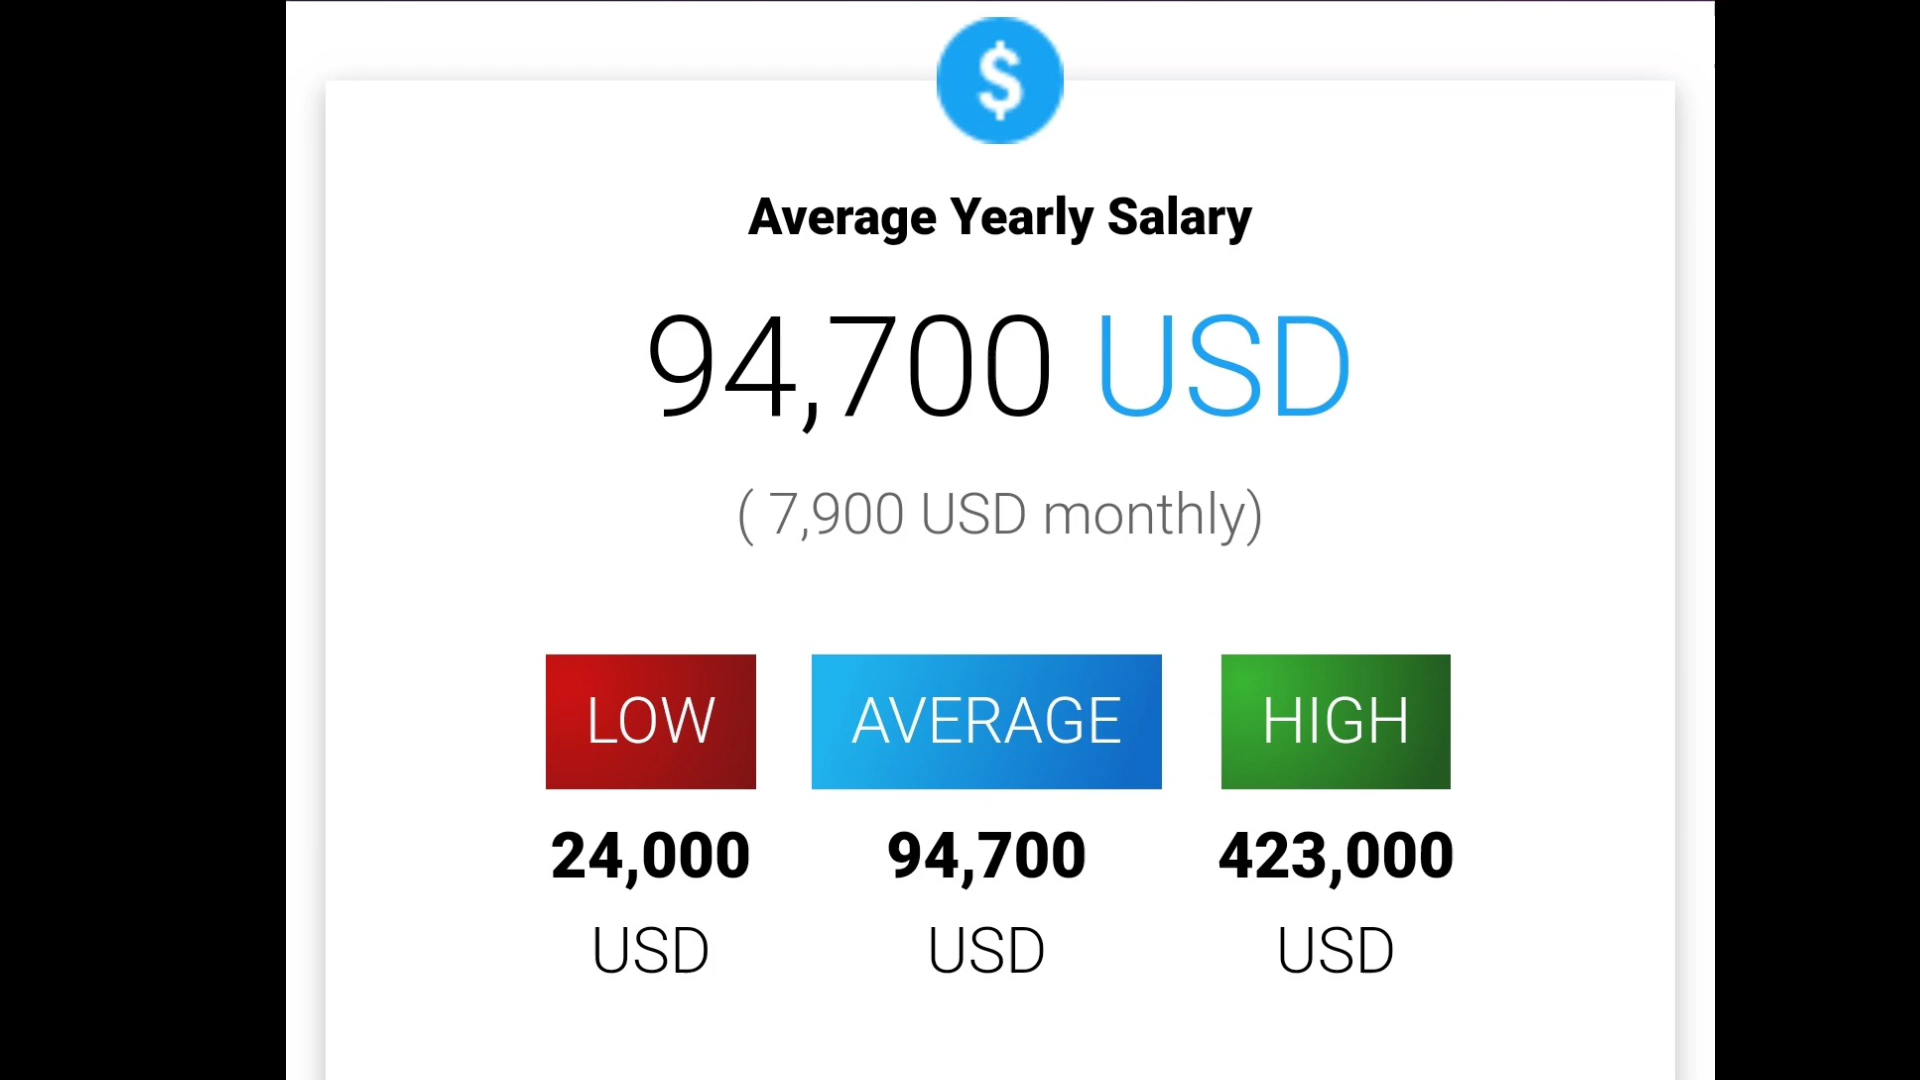 $
Average Yearly Salary
94,700 USD
( 7,900 USD monthly)
LOW AVERAGE HIGH
24,000 94,700 423,000
USD USD USD